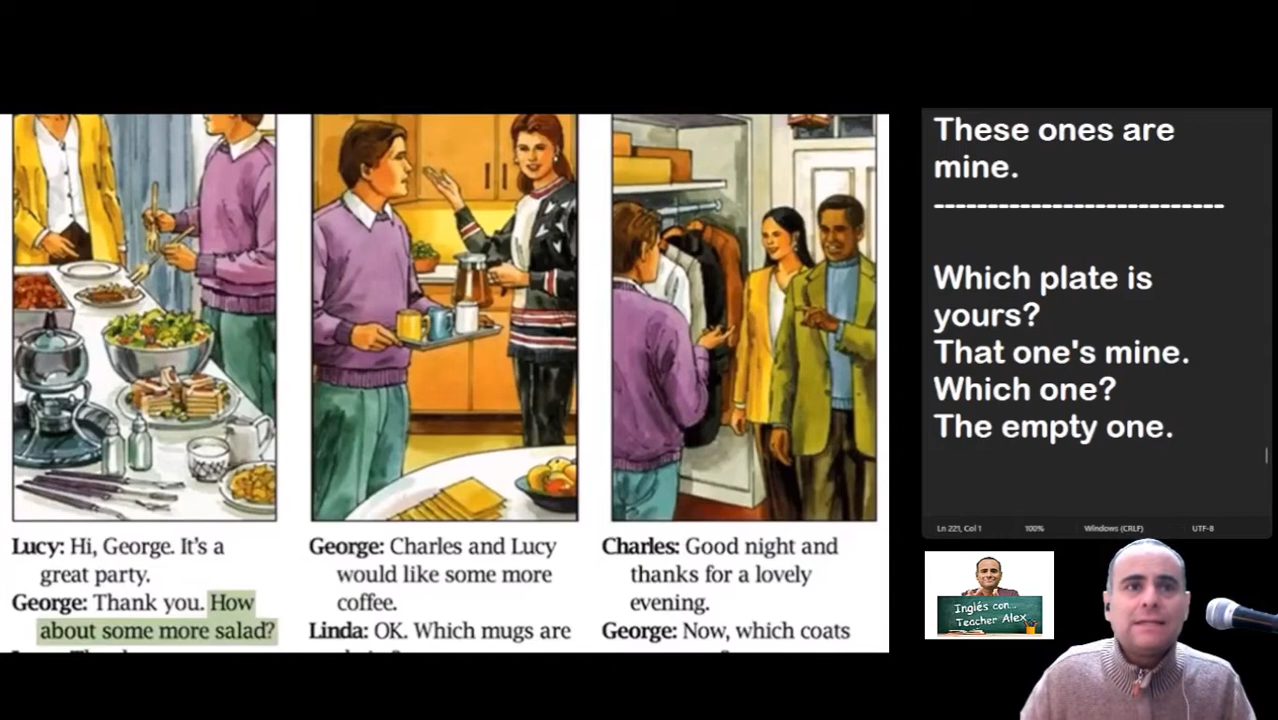 Lucy: Hi, George. It's a
great party.
George: Thank you. How
about some more salad?
George: Charles and Lucy
would like some more
coffee.
Linda: OK. Which mugs are
Charles: Good night and
thanks for a lovely
evening.
George: Now, which coats
These ones are
mine.
---------------------------
Which plate is
yours?
That one's mine.
Which one?
The empty one.
Ln 221, Col 1 100% Windows (CRLF) UTF-8
Inglés con...
Teacher Alex